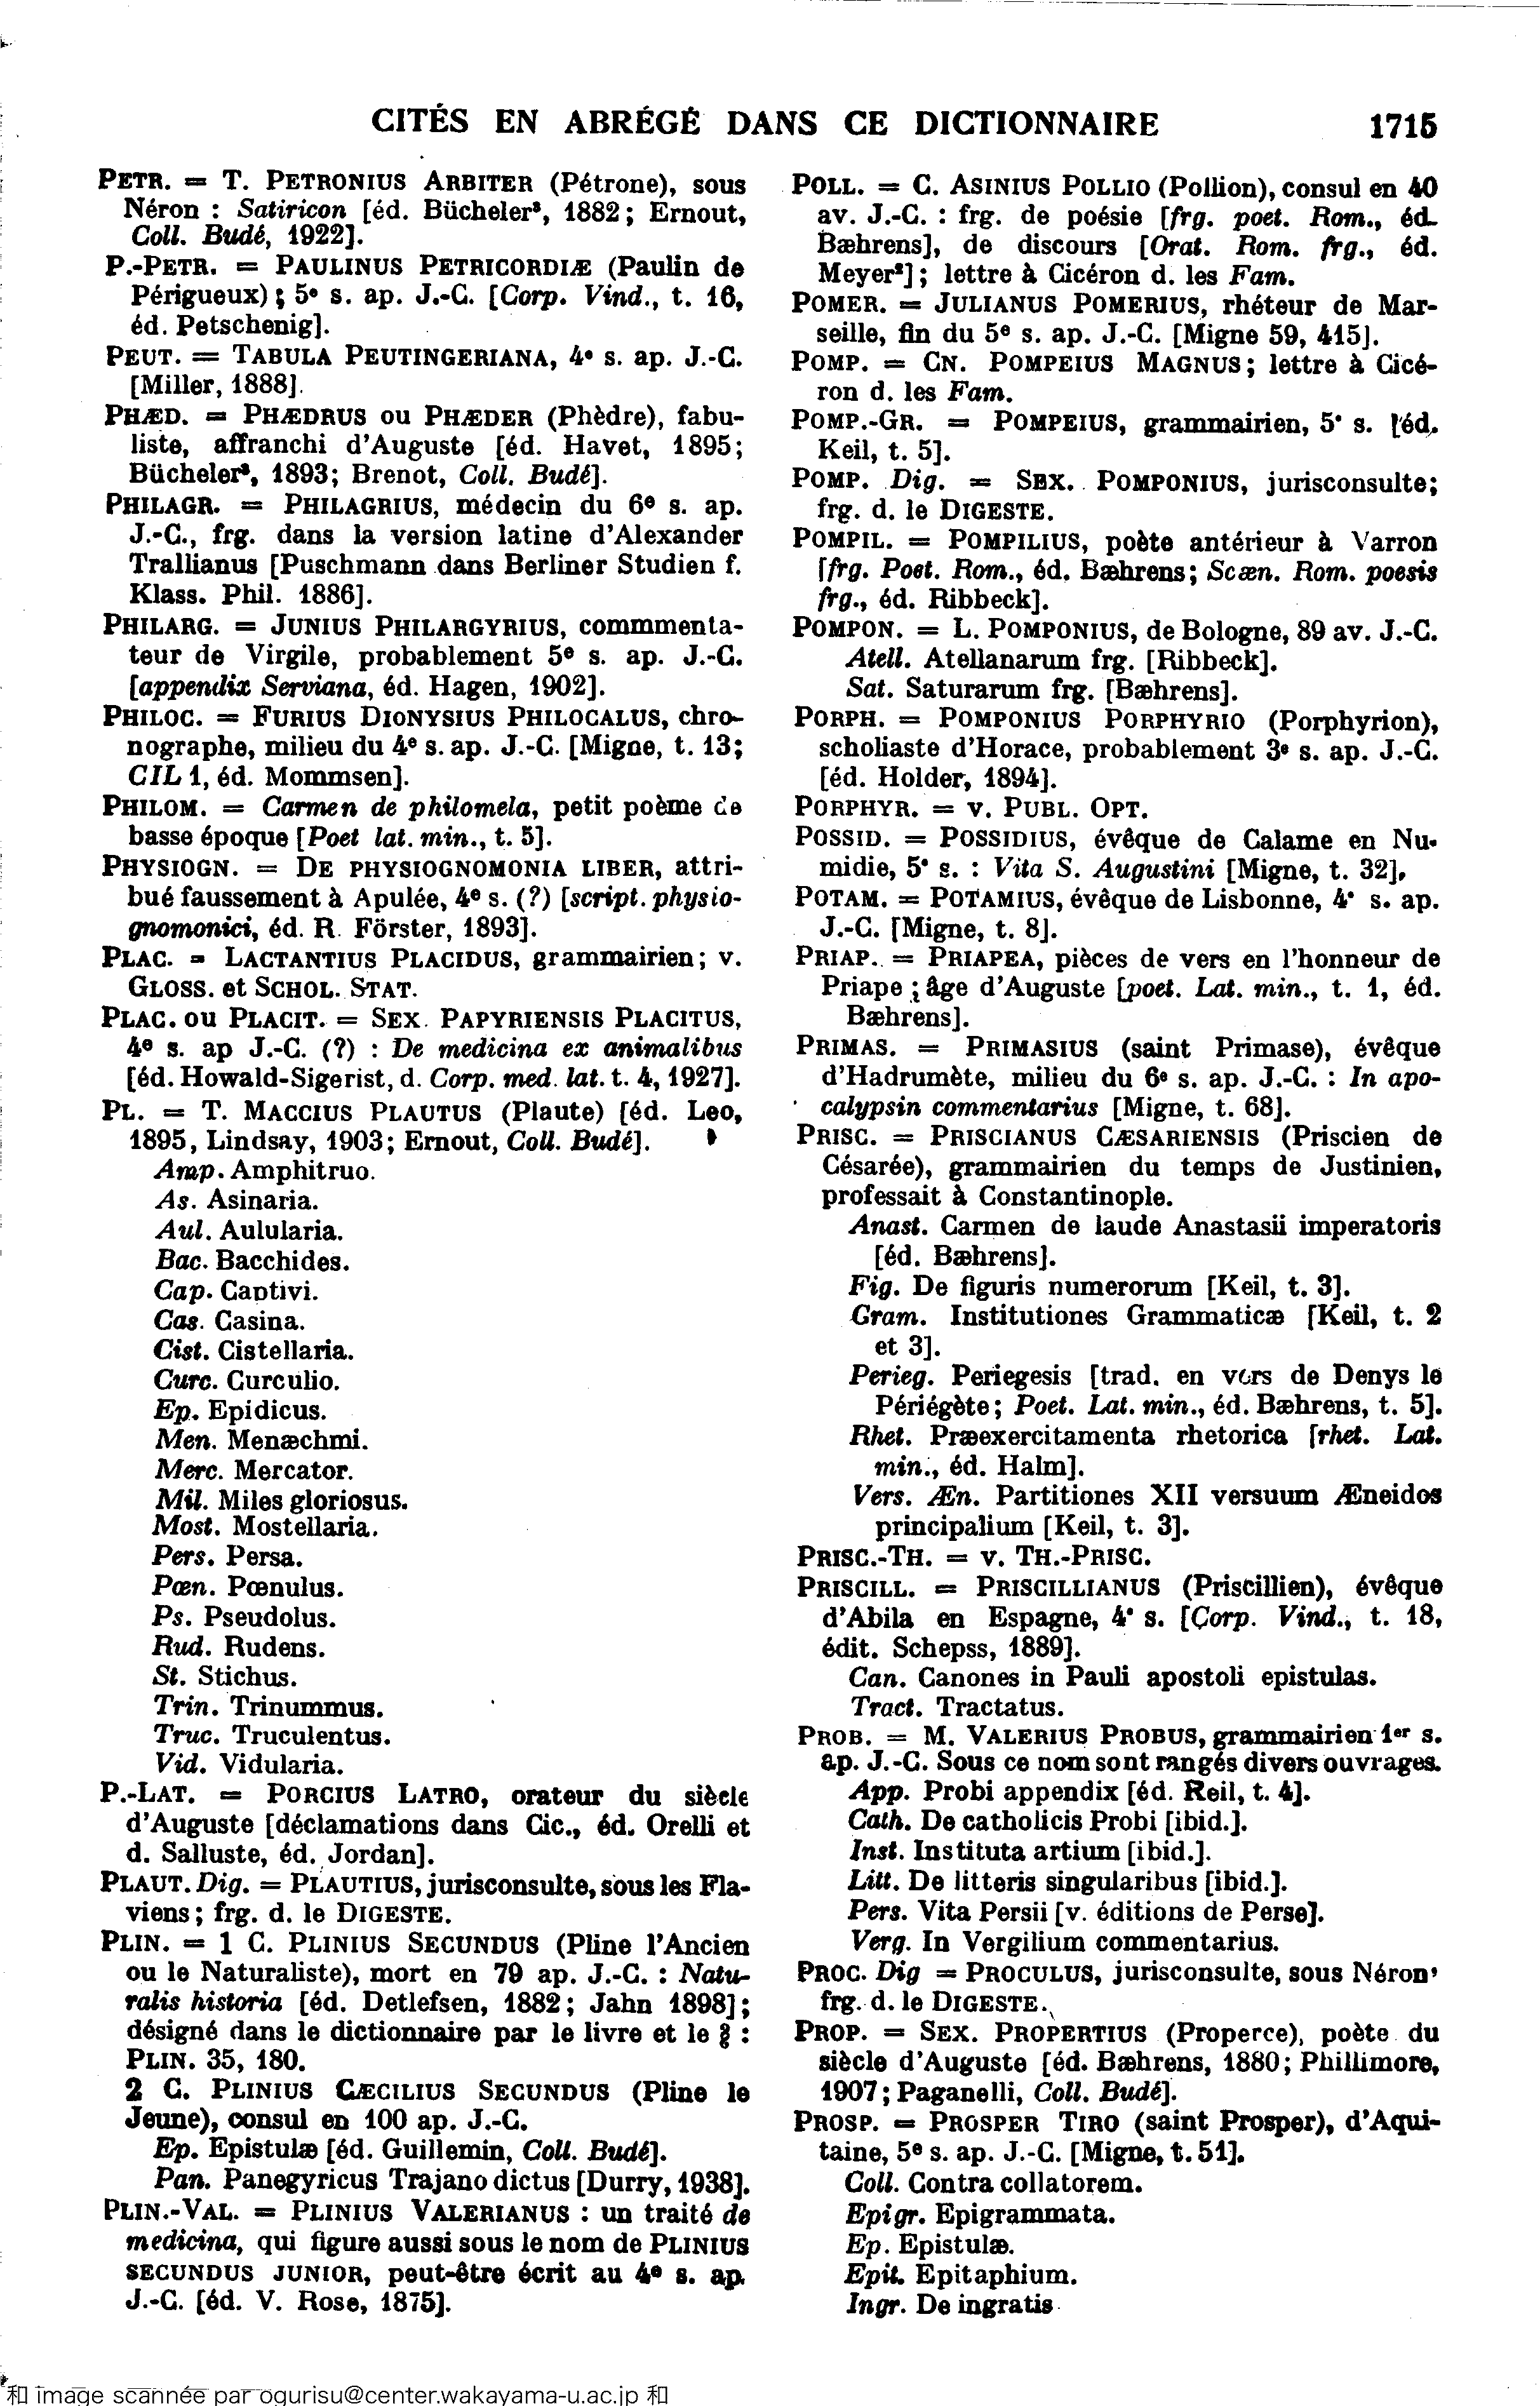 CITÉS EN ABRÉGÉ DANS CE DICTIONNAIRE 1715
PETR. = T. PETRONIUS ARBITER (Pétrone), sous
Néron : Satiricon [éd. Bücheler³, 1882; Ernout,
Coll. Budé, 1922].
P.-PETR. = PAULINUS PETRICORDIÆ (Paulin de
Périgueux) ; 5e s. ap. J.-C. [Corp. Vind., t. 16,
éd. Petschenig].
PEUT. = TABULA PEUTINGERIANA, 4e s. ap. J.-C.
[Miller, 1888].
PHÆD. = PHÆDRUS ou PHÆDER (Phèdre), fabu-
liste, affranchi d'Auguste [éd. Havet, 1895;
Bücheler³, 1893; Brenot, Coll. Budé].
PHILAGR. = PHILAGRIUS, médecin du 6e s. ap.
J.-C., frg. dans la version latine d'Alexander
Trallianus [Puschmann dans Berliner Studien f.
Klass. Phil. 1886].
PHILARG. = JUNIUS PHILARGYRIUS, commmenta-
teur de Virgile, probablement 5e s. ap. J.-C.
[appendix Serviana, éd. Hagen, 1902].
PHILOC. = FURIUS DIONYSIUS PHILOCALUS, chro-
nographe, milieu du 4e s. ap. J.-C. [Migne, t. 13;
CIL 1, éd. Mommsen].
PHILOM. = Carmen de philomela, petit poème de
basse époque [Poet lat. min., t. 5].
PHYSIOGN. = DE PHYSIOGNOMONIA LIBER, attri-
bué faussement à Apulée, 4e s. (?) [script. physio-
gnomonici, éd. R. Förster, 1893].
PLAC. = LACTANTIUS PLACIDUS, grammairien; v.
GLOSS. et SCHOL. STAT.
PLAC. ou PLACIT. = SEX. PAPYRIENSIS PLACITUS,
4e s. ap J.-C. (?) : De medicina ex animalibus
[éd. Howald-Sigerist, d. Corp. med. lat. t. 4, 1927].
PL. = T. MACCIUS PLAUTUS (Plaute) [éd. Leo,
1895, Lindsay, 1903; Ernout, Coll. Budé].
Amp. Amphitruo.
As. Asinaria.
Aul. Aulularia.
Bac. Bacchides.
Cap. Captivi.
Cas. Casina.
Cist. Cistellaria.
Curc. Curculio.
Ep. Epidicus.
Men. Menæchmi.
Merc. Mercator.
Mil. Miles gloriosus.
Most. Mostellaria.
Pers. Persa.
Pœn. Pœnulus.
Ps. Pseudolus.
Rud. Rudens.
St. Stichus.
Trin. Trinummus.
Truc. Truculentus.
Vid. Vidularia.
P.-LAT. = PORCIUS LATRO, orateur du siècle
d'Auguste [déclamations dans Cic., éd. Orelli et
d. Salluste, éd. Jordan].
PLAUT. Dig. = PLAUTIUS, jurisconsulte, sous les Fla-
viens; frg. d. le DIGESTE.
PLIN. = 1 C. PLINIUS SECUNDUS (Pline l'Ancien
ou le Naturaliste), mort en 79 ap. J.-C. : Natu-
ralis historia [éd. Detlefsen, 1882; Jahn 1898];
désigné dans le dictionnaire par le livre et le § :
PLIN. 35, 180.
2 C. PLINIUS CÆCILIUS SECUNDUS (Pline le
Jeune), consul en 100 ap. J.-C.
Ep. Epistulæ [éd. Guillemin, Coll. Budé].
Pan. Panegyricus Trajano dictus [Durry, 1938].
PLIN.-VAL. = PLINIUS VALERIANUS : un traité de
medicina, qui figure aussi sous le nom de PLINIUS
SECUNDUS JUNIOR, peut-être écrit au 4e s. ap.
J.-C. [éd. V. Rose, 1875].
POLL. = C. ASINIUS POLLIO (Pollion), consul en 40
av. J.-C. : frg. de poésie [frg. poet. Rom., éd.
Bæhrens], de discours [Orat. Rom. frg., éd.
Meyer²]; lettre à Cicéron d. les Fam.
POMER. = JULIANUS POMERIUS, rhéteur de Mar-
seille, fin du 5e s. ap. J.-C. [Migne 59, 415].
POMP. = CN. POMPEIUS MAGNUS; lettre à Cicé-
ron d. les Fam.
POMP.-GR. = POMPEIUS, grammairien, 5e s. [éd.
Keil, t. 5].
POMP. Dig. = SEX. POMPONIUS, jurisconsulte;
frg. d. le DIGESTE.
POMPIL. = POMPILIUS, poète antérieur à Varron
[frg. Poet. Rom., éd. Bæhrens; Scæn. Rom. poesis
frg., éd. Ribbeck].
POMPON. = L. POMPONIUS, de Bologne, 89 av. J.-C.
Atell. Atellanarum frg. [Ribbeck].
Sat. Saturarum frg. [Bæhrens].
PORPH. = POMPONIUS PORPHYRIO (Porphyrion),
scholiaste d'Horace, probablement 3e s. ap. J.-C.
[éd. Holder, 1894].
PORPHYR. = v. PUBL. OPT.
POSSID. = POSSIDIUS, évêque de Calame en Nu-
midie, 5e s. : Vita S. Augustini [Migne, t. 32],
POTAM. = POTAMIUS, évêque de Lisbonne, 4e s. ap.
J.-C. [Migne, t. 8].
PRIAP. = PRIAPEA, pièces de vers en l'honneur de
Priape ; âge d'Auguste [poet. Lat. min., t. 1, éd.
Bæhrens].
PRIMAS. = PRIMASIUS (saint Primase), évêque
d'Hadrumète, milieu du 6e s. ap. J.-C. : In apo-
calypsin commentarius [Migne, t. 68].
PRISC. = PRISCIANUS CÆSARIENSIS (Priscien de
Césarée), grammairien du temps de Justinien,
professait à Constantinople.
Anast. Carmen de laude Anastasii imperatoris
[éd. Bæhrens].
Fig. De figuris numerorum [Keil, t. 3].
Gram. Institutiones Grammaticæ [Keil, t. 2
et 3].
Perieg. Periegesis [trad. en vers de Denys le
Périégète; Poet. Lat. min., éd. Bæhrens, t. 5].
Rhet. Præexercitamenta rhetorica [rhet. Lat.
min., éd. Halm].
Vers. Æn. Partitiones XII versuum Æneidos
principalium [Keil, t. 3].
PRISC.-TH. = v. TH.-PRISC.
PRISCILL. = PRISCILLIANUS (Priscillien), évêque
d'Abila en Espagne, 4e s. [Corp. Vind., t. 18,
édit. Schepss, 1889].
Can. Canones in Pauli apostoli epistulas.
Tract. Tractatus.
PROB. = M. VALERIUS PROBUS, grammairien 1er s.
ap. J.-C. Sous ce nom sont rangés divers ouvrages.
App. Probi appendix [éd. Reil, t. 4].
Cath. De catholicis Probi [ibid.].
Inst. Instituta artium [ibid.].
Litt. De litteris singularibus [ibid.].
Pers. Vita Persii [v. éditions de Perse].
Verg. In Vergilium commentarius.
PROC. Dig = PROCULUS, jurisconsulte, sous Néron,
frg. d. le DIGESTE.
PROP. = SEX. PROPERTIUS (Properce), poète du
siècle d'Auguste [éd. Bæhrens, 1880; Phillimore,
1907; Paganelli, Coll. Budé].
PROSP. = PROSPER TIRO (saint Prosper), d'Aqui-
taine, 5e s. ap. J.-C. [Migne, t. 51].
Coll. Contra collatorem.
Epigr. Epigrammata.
Ep. Epistulæ.
Epit. Epitaphium.
Ingr. De ingratis
和 image scannée par ogurisu@center.wakayama-u.ac.jp 和